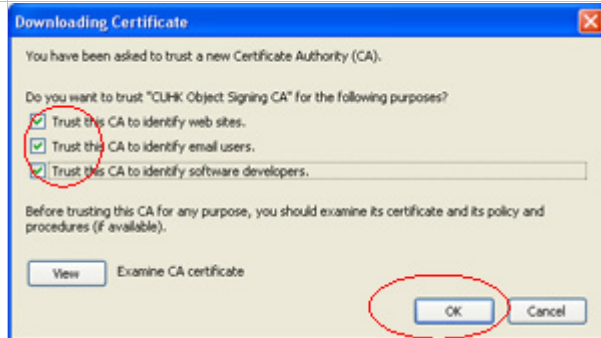 Downloading Certificate
You have been asked to trust a new Certificate Authority (CA).
Do you want to trust "CUHK Object Signing CA" for the following purposes?
Trust this CA to identify web sites.
Trust this CA to identify email users.
Trust this CA to identify software developers.
Before trusting this CA for any purpose, you should examine its certificate and its policy and
procedures (if available).
View Examine CA certificate
OK Cancel